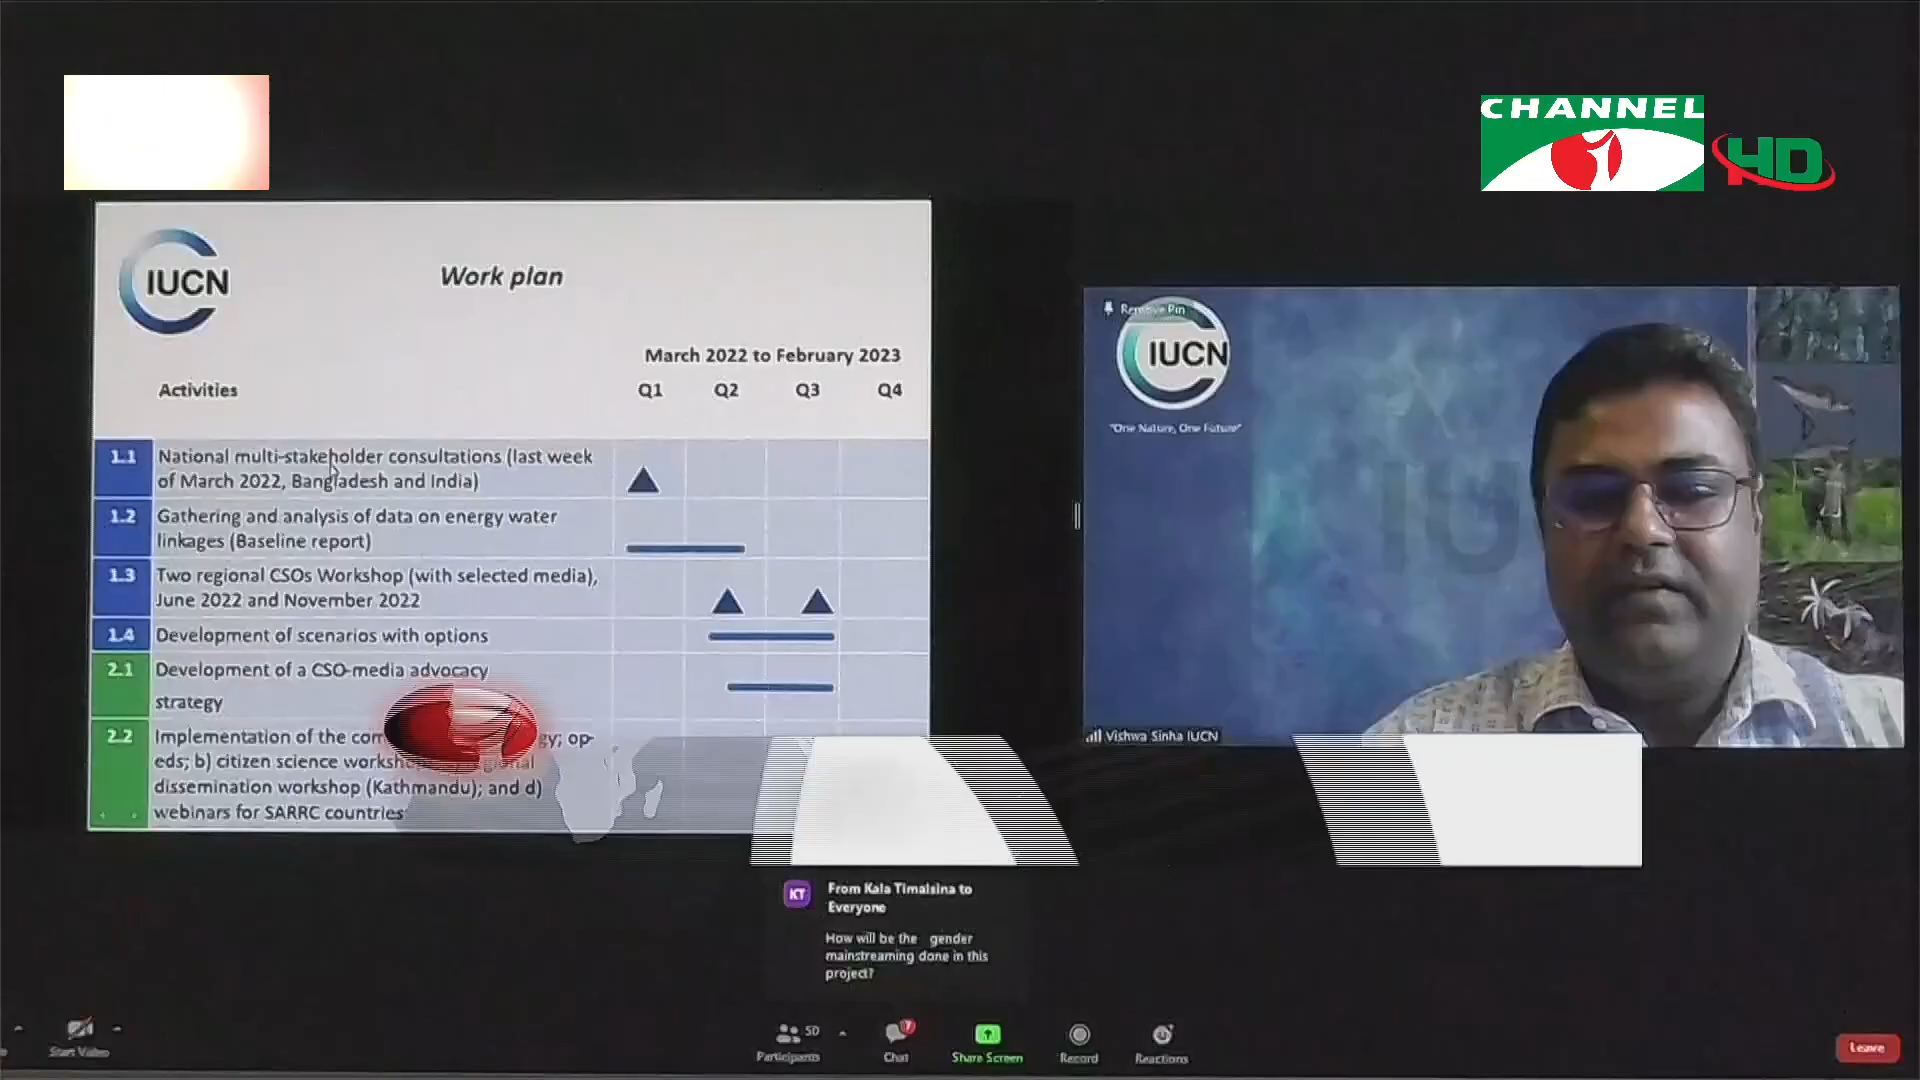 CHANNEL
HD
IUCN
Work plan
March 2022 to February 2023
Activities
Q1 Q2 Q3 Q4
1.1 National multi-stakeholder consultations (last week
of March 2022, Bangladesh and India)
1.2 Gathering and analysis of data on energy water
linkages (Baseline report)
1.3 Two regional CSOs Workshop (with selected media),
June 2022 and November 2022
1.4 Development of scenarios with options
2.1 Development of a CSO-media advocacy
strategy
2.2 Implementation of the op-
eds; b) citizen science
dissemination workshop (Kathmandu); and d)
webinars for SARRC countries
Remove Pin
IUCN
"One Nature, One Future"
IU
Vishwa Sinha IUCN
KT
From Kala Timalsina to
Everyone
How will be the gender
mainstreaming done in this
project?
Start Video
50
Participants
7
Chat
Share Screen
Record
Reactions
Leave